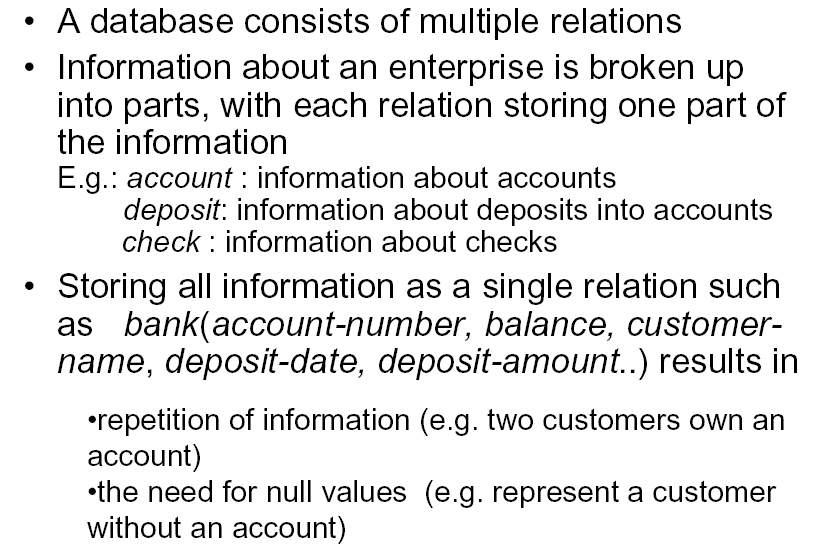 • A database consists of multiple relations
• Information about an enterprise is broken up
into parts, with each relation storing one part of
the information
E.g.: account : information about accounts
deposit: information about deposits into accounts
check : information about checks
• Storing all information as a single relation such
as bank(account-number, balance, customer-
name, deposit-date, deposit-amount..) results in
•repetition of information (e.g. two customers own an
account)
•the need for null values (e.g. represent a customer
without an account)